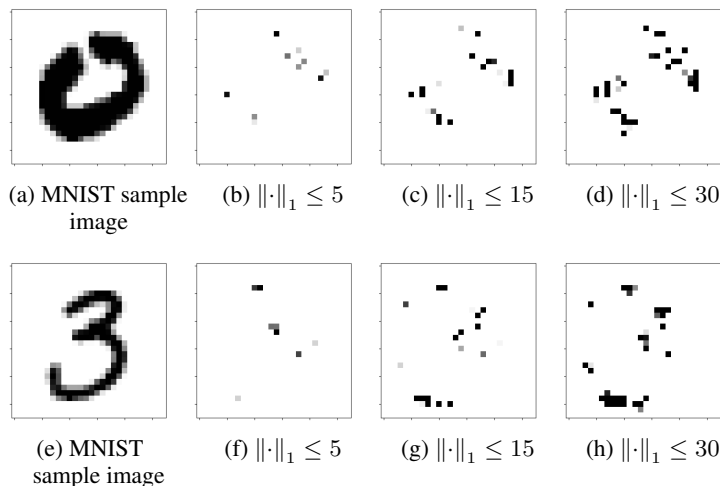 (a) MNIST sample
image
(b) ‖·‖₁ ≤ 5
(c) ‖·‖₁ ≤ 15
(d) ‖·‖₁ ≤ 30
(e) MNIST
sample image
(f) ‖·‖₁ ≤ 5
(g) ‖·‖₁ ≤ 15
(h) ‖·‖₁ ≤ 30